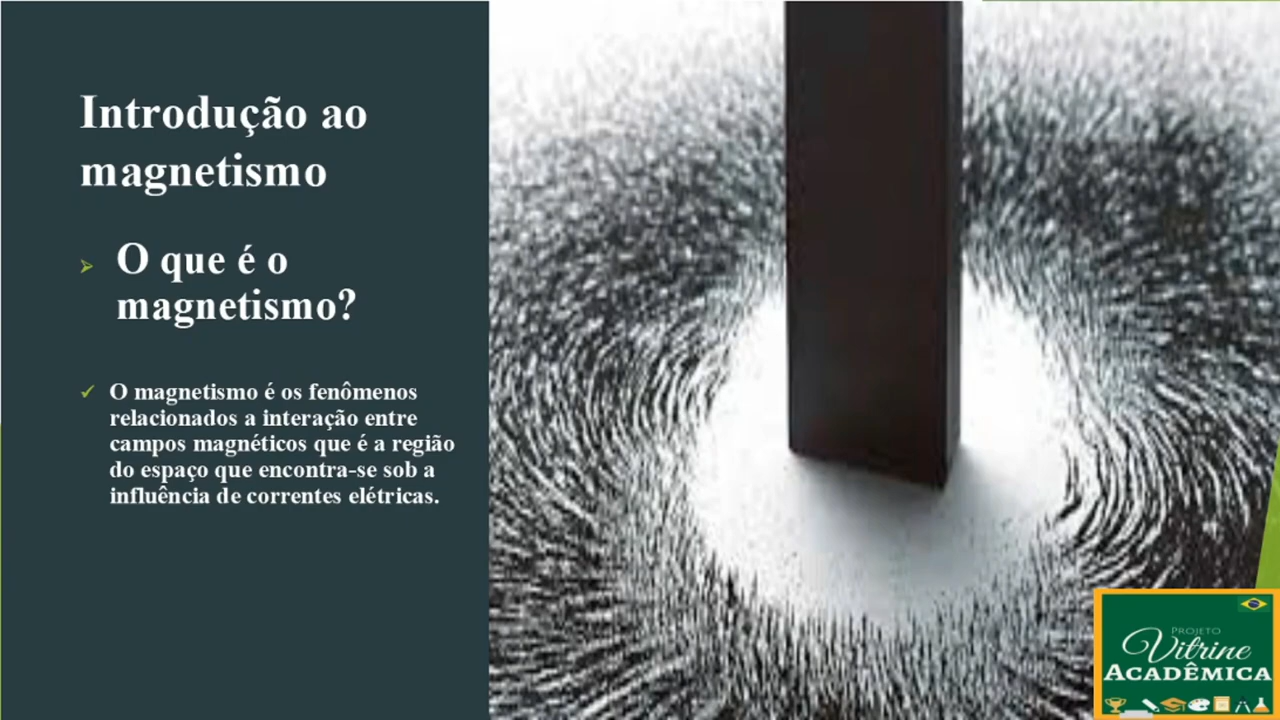 Introdução ao
magnetismo
O que é o
magnetismo?
O magnetismo é os fenômenos
relacionados a interação entre
campos magnéticos que é a região
do espaço que encontra-se sob a
influência de correntes elétricas.
PROJETO
Vitrine
ACADÊMICA